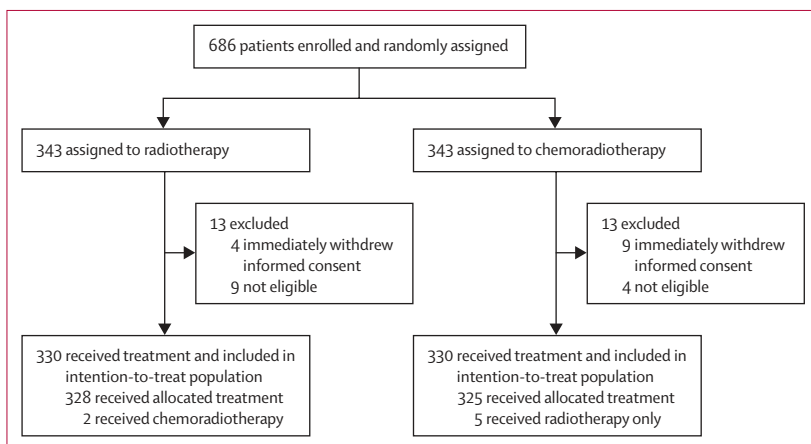 686 patients enrolled and randomly assigned
343 assigned to radiotherapy
343 assigned to chemoradiotherapy
13 excluded
4 immediately withdrew
informed consent
9 not eligible
13 excluded
9 immediately withdrew
informed consent
4 not eligible
330 received treatment and included in
intention-to-treat population
328 received allocated treatment
2 received chemoradiotherapy
330 received treatment and included in
intention-to-treat population
325 received allocated treatment
5 received radiotherapy only